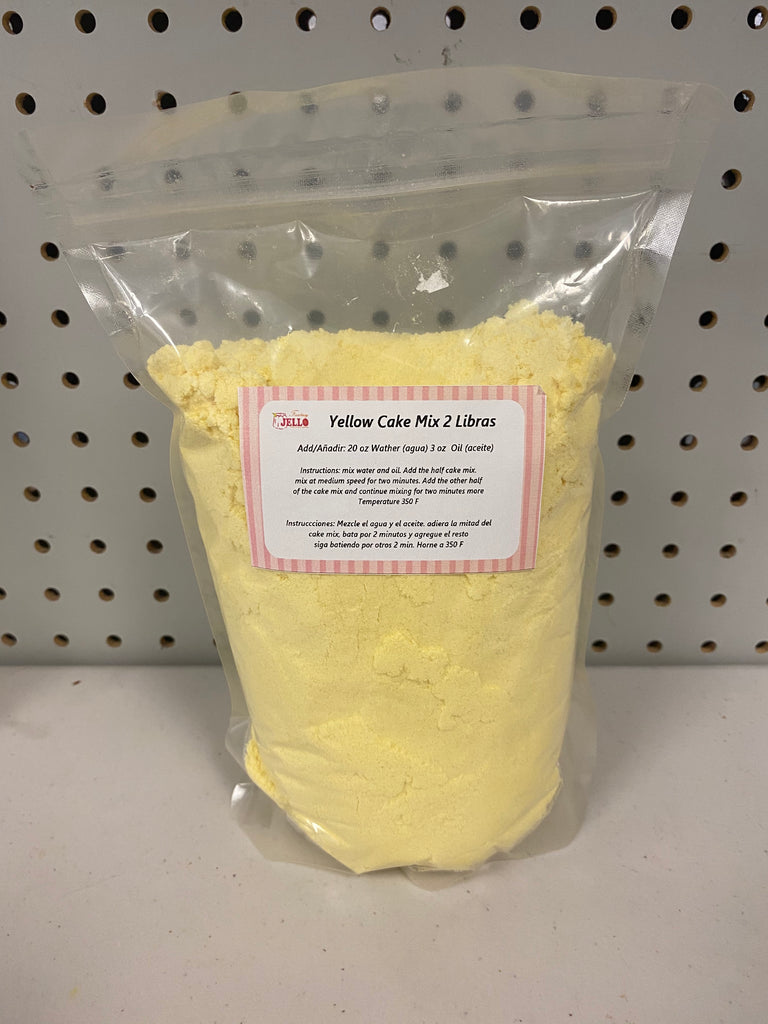 Fantasy
JELLO
Yellow Cake Mix 2 Libras
Add/Añadir: 20 oz Wather (agua) 3 oz Oil (aceite)
Instructions: mix water and oil. Add the half cake mix.
mix at medium speed for two minutes. Add the other half
of the cake mix and continue mixing for two minutes more
Temperature 350 F
Instruccciones: Mezcle el agua y el aceite. adiera la mitad del
cake mix, bata por 2 minutos y agregue el resto
siga batiendo por otros 2 min. Horne a 350 F